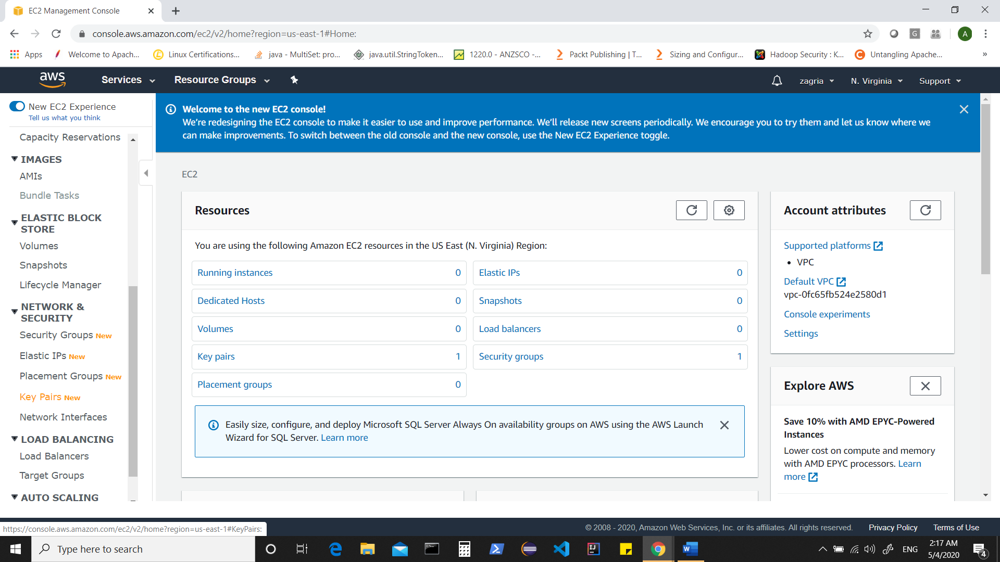 EC2 Management Console
console.aws.amazon.com/ec2/v2/home?region=us-east-1#Home:
A
Apps
Welcome to Apach...
Linux Certifications...
java - MultiSet: pro...
java.util.StringToken...
1220.0 - ANZSCO -...
Packt Publishing | T...
Sizing and Configur...
Hadoop Security : K...
Untangling Apache...
»
aws
Services
Resource Groups
zagria
N. Virginia
Support
New EC2 Experience
Tell us what you think
Capacity Reservations
IMAGES
AMIs
Bundle Tasks
ELASTIC BLOCK
STORE
Volumes
Snapshots
Lifecycle Manager
NETWORK &
SECURITY
Security Groups New
Elastic IPs New
Placement Groups New
Key Pairs New
Network Interfaces
LOAD BALANCING
Load Balancers
Target Groups
AUTO SCALING
Welcome to the new EC2 console!
We're redesigning the EC2 console to make it easier to use and improve performance. We'll release new screens periodically. We encourage you to try them and let us know where we
can make improvements. To switch between the old console and the new console, use the New EC2 Experience toggle.
EC2
Resources
You are using the following Amazon EC2 resources in the US East (N. Virginia) Region:
Running instances 0
Elastic IPs 0
Dedicated Hosts 0
Snapshots 0
Volumes 0
Load balancers 0
Key pairs 1
Security groups 1
Placement groups 0
Easily size, configure, and deploy Microsoft SQL Server Always On availability groups on AWS using the AWS Launch
Wizard for SQL Server. Learn more
Account attributes
Supported platforms
• VPC
Default VPC
vpc-0fc65fb524e2580d1
Console experiments
Settings
Explore AWS
Save 10% with AMD EPYC-Powered
Instances
Lower cost on compute and memory
with AMD EPYC processors. Learn
more
https://console.aws.amazon.com/ec2/v2/home?region=us-east-1#KeyPairs:
© 2008 - 2020, Amazon Web Services, Inc. or its affiliates. All rights reserved.
Privacy Policy
Terms of Use
Type here to search
ENG
2:17 AM
5/4/2020
4